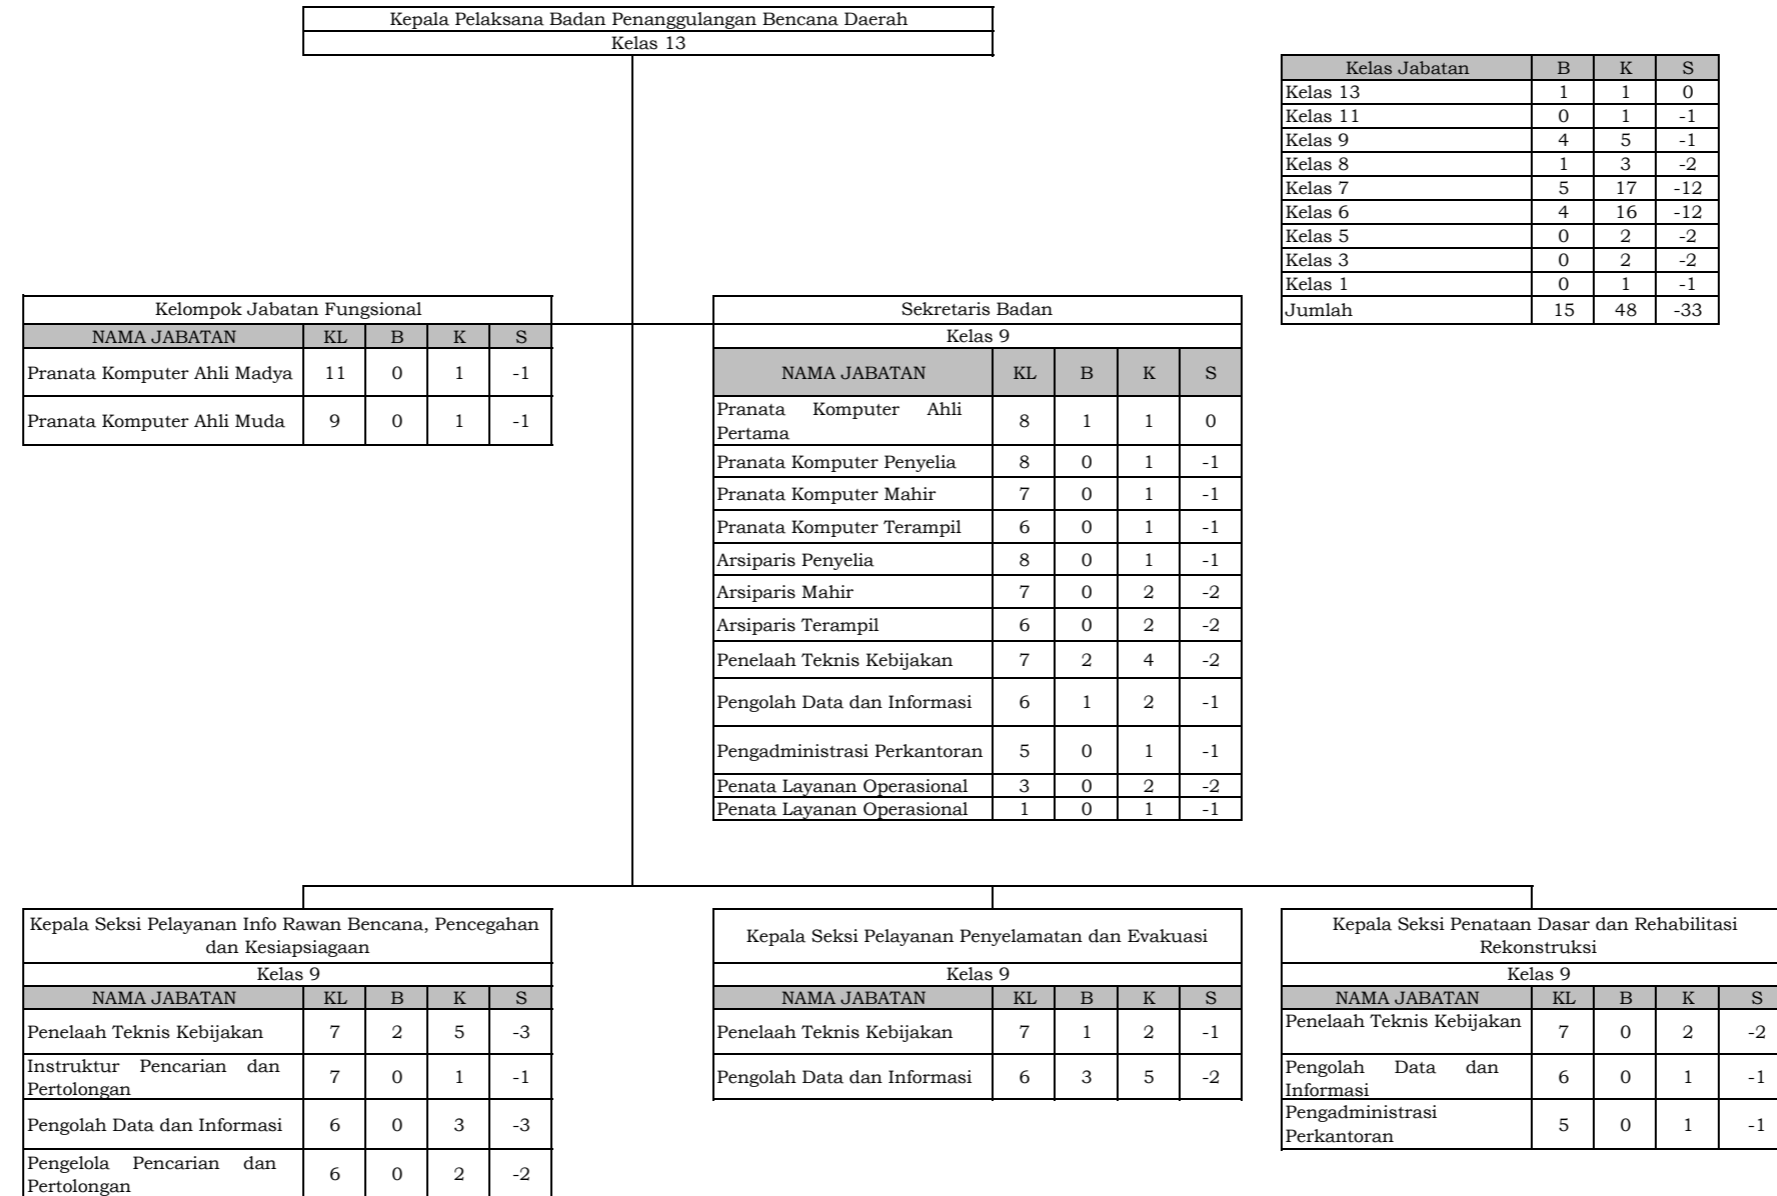 Kepala Pelaksana Badan Penanggulangan Bencana Daerah
Kelas 13
Kelas Jabatan B K S
Kelas 13 1 1 0
Kelas 11 0 1 -1
Kelas 9 4 5 -1
Kelas 8 1 3 -2
Kelas 7 5 17 -12
Kelas 6 4 16 -12
Kelas 5 0 2 -2
Kelas 3 0 2 -2
Kelas 1 0 1 -1
Jumlah 15 48 -33
Kelompok Jabatan Fungsional
NAMA JABATAN KL B K S
Pranata Komputer Ahli Madya 11 0 1 -1
Pranata Komputer Ahli Muda 9 0 1 -1
Sekretaris Badan
Kelas 9
NAMA JABATAN KL B K S
Pranata Komputer Ahli
Pertama 8 1 1 0
Pranata Komputer Penyelia 8 0 1 -1
Pranata Komputer Mahir 7 0 1 -1
Pranata Komputer Terampil 6 0 1 -1
Arsiparis Penyelia 8 0 1 -1
Arsiparis Mahir 7 0 2 -2
Arsiparis Terampil 6 0 2 -2
Penelaah Teknis Kebijakan 7 2 4 -2
Pengolah Data dan Informasi 6 1 2 -1
Pengadministrasi Perkantoran 5 0 1 -1
Penata Layanan Operasional 3 0 2 -2
Penata Layanan Operasional 1 0 1 -1
Kepala Seksi Pelayanan Info Rawan Bencana, Pencegahan
dan Kesiapsiagaan
Kelas 9
NAMA JABATAN KL B K S
Penelaah Teknis Kebijakan 7 2 5 -3
Instruktur Pencarian dan
Pertolongan 7 0 1 -1
Pengolah Data dan Informasi 6 0 3 -3
Pengelola Pencarian dan
Pertolongan 6 0 2 -2
Kepala Seksi Pelayanan Penyelamatan dan Evakuasi
Kelas 9
NAMA JABATAN KL B K S
Penelaah Teknis Kebijakan 7 1 2 -1
Pengolah Data dan Informasi 6 3 5 -2
Kepala Seksi Penataan Dasar dan Rehabilitasi
Rekonstruksi
Kelas 9
NAMA JABATAN KL B K S
Penelaah Teknis Kebijakan 7 0 2 -2
Pengolah Data dan
Informasi 6 0 1 -1
Pengadministrasi
Perkantoran 5 0 1 -1